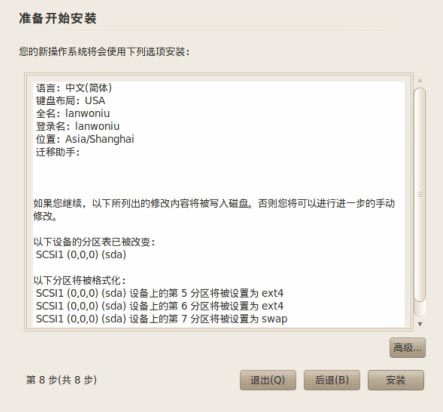 准备开始安装
您的新操作系统将会使用下列选项安装:
语言: 中文(简体)
键盘布局: USA
全名: lanwoniu
登录名: lanwoniu
位置: Asia/Shanghai
迁移助手:
如果您继续，以下所列出的修改内容将被写入磁盘。否则您将可以进行进一步的手动
修改。
以下设备的分区表已被改变:
SCSI1 (0,0,0) (sda)
以下分区将被格式化:
SCSI1 (0,0,0) (sda) 设备上的第 5 分区将被设置为 ext4
SCSI1 (0,0,0) (sda) 设备上的第 6 分区将被设置为 ext4
SCSI1 (0,0,0) (sda) 设备上的第 7 分区将被设置为 swap
高级...
第 8 步(共 8 步)
退出(Q)
后退(B)
安装